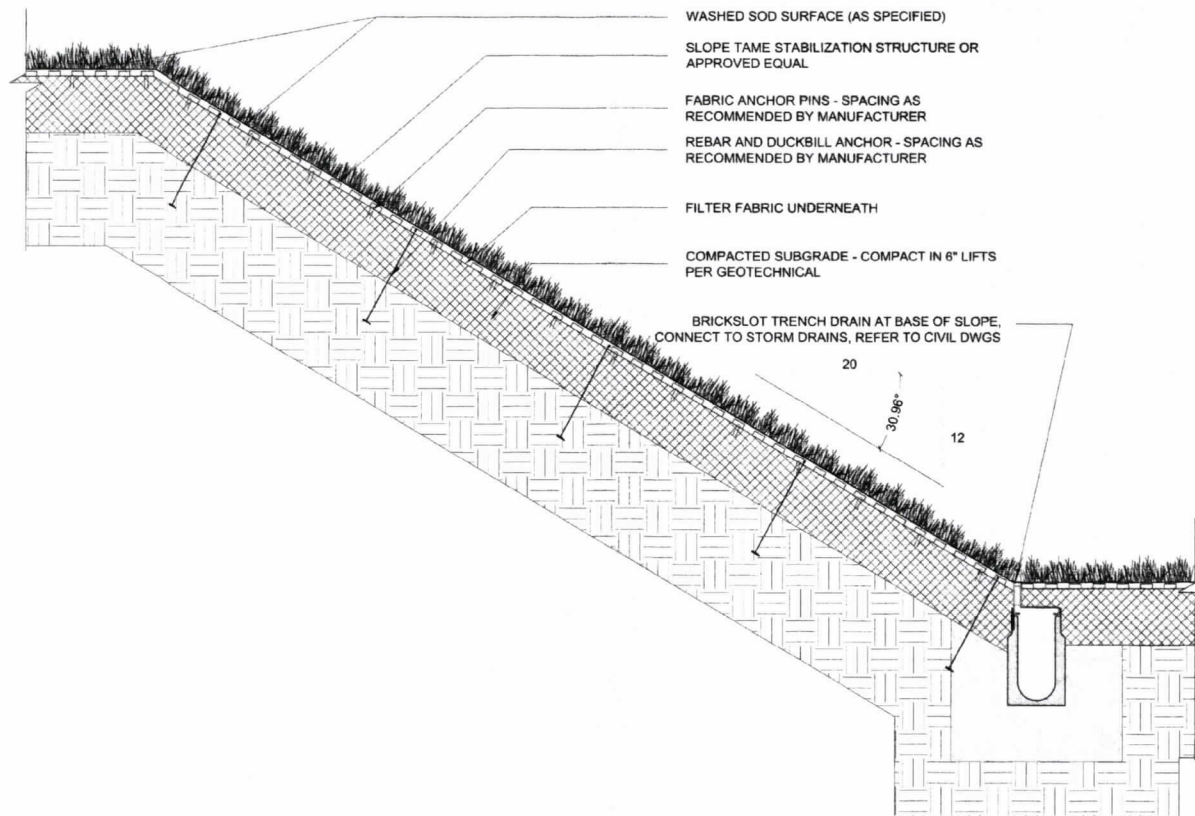 WASHED SOD SURFACE (AS SPECIFIED)
SLOPE TAME STABILIZATION STRUCTURE OR
APPROVED EQUAL
FABRIC ANCHOR PINS - SPACING AS
RECOMMENDED BY MANUFACTURER
REBAR AND DUCKBILL ANCHOR - SPACING AS
RECOMMENDED BY MANUFACTURER
FILTER FABRIC UNDERNEATH
COMPACTED SUBGRADE - COMPACT IN 6" LIFTS
PER GEOTECHNICAL
BRICKSLOT TRENCH DRAIN AT BASE OF SLOPE,
CONNECT TO STORM DRAINS, REFER TO CIVIL DWGS
20
30.96°
12